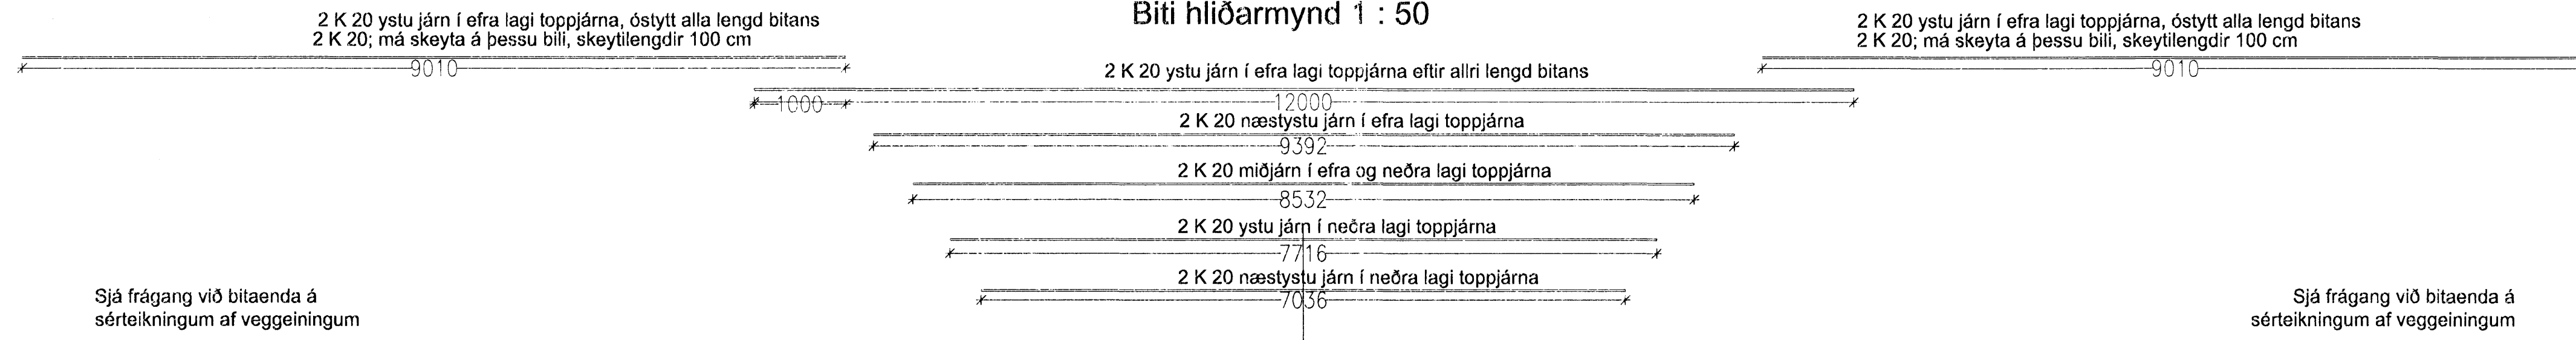 Biti hliðarmynd 1 : 50
2 K 20 ystu járn í efra lagi toppjárna, óstytt alla lengd bitans
2 K 20; má skeyta á þessu bili, skeytilengdir 100 cm
9010
2 K 20 ystu járn í efra lagi toppjárna, óstytt alla lengd bitans
2 K 20; má skeyta á þessu bili, skeytilengdir 100 cm
9010
2 K 20 ystu járn í efra lagi toppjárna eftir allri lengd bitans
1000
12000
2 K 20 næstystu járn í efra lagi toppjárna
9392
2 K 20 miðjárn í efra og neðra lagi toppjárna
8532
2 K 20 ystu járn í neðra lagi toppjárna
7716
2 K 20 næstystu járn í neðra lagi toppjárna
7036
Sjá frágang við bitaenda á
sérteikningum af veggeiningum
Sjá frágang við bitaenda á
sérteikningum af veggeiningum